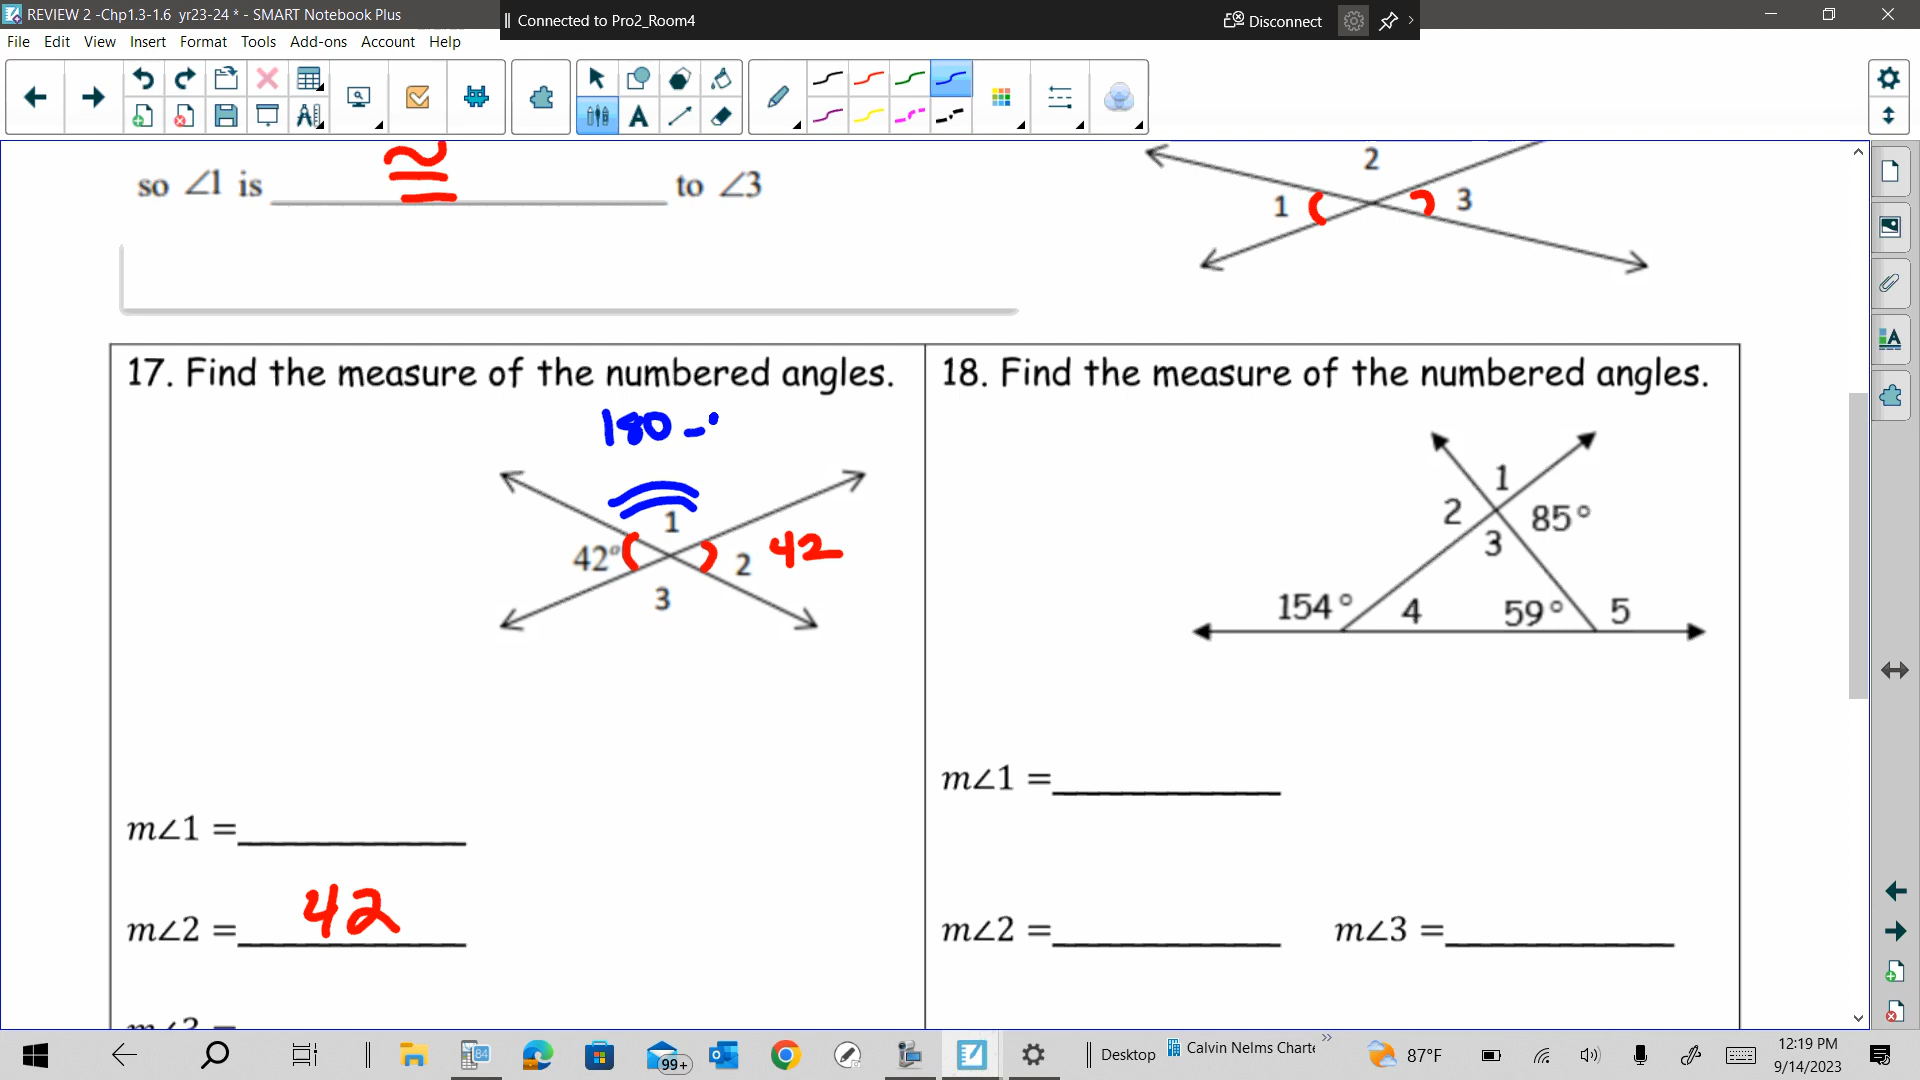 REVIEW 2 -Chp1.3-1.6 yr23-24 * - SMART Notebook Plus
Connected to Pro2_Room4
Disconnect
File Edit View Insert Format Tools Add-ons Account Help
so ∠1 is ≅ to ∠3
2
1
3
17. Find the measure of the numbered angles.
180 -
1
42°
2
42
3
m∠1 =
m∠2 = 42
18. Find the measure of the numbered angles.
1
2
85°
3
154°
4
59°
5
m∠1 =
m∠2 =
m∠3 =
84
99+
Desktop
Calvin Nelms Charte
87°F
12:19 PM
9/14/2023